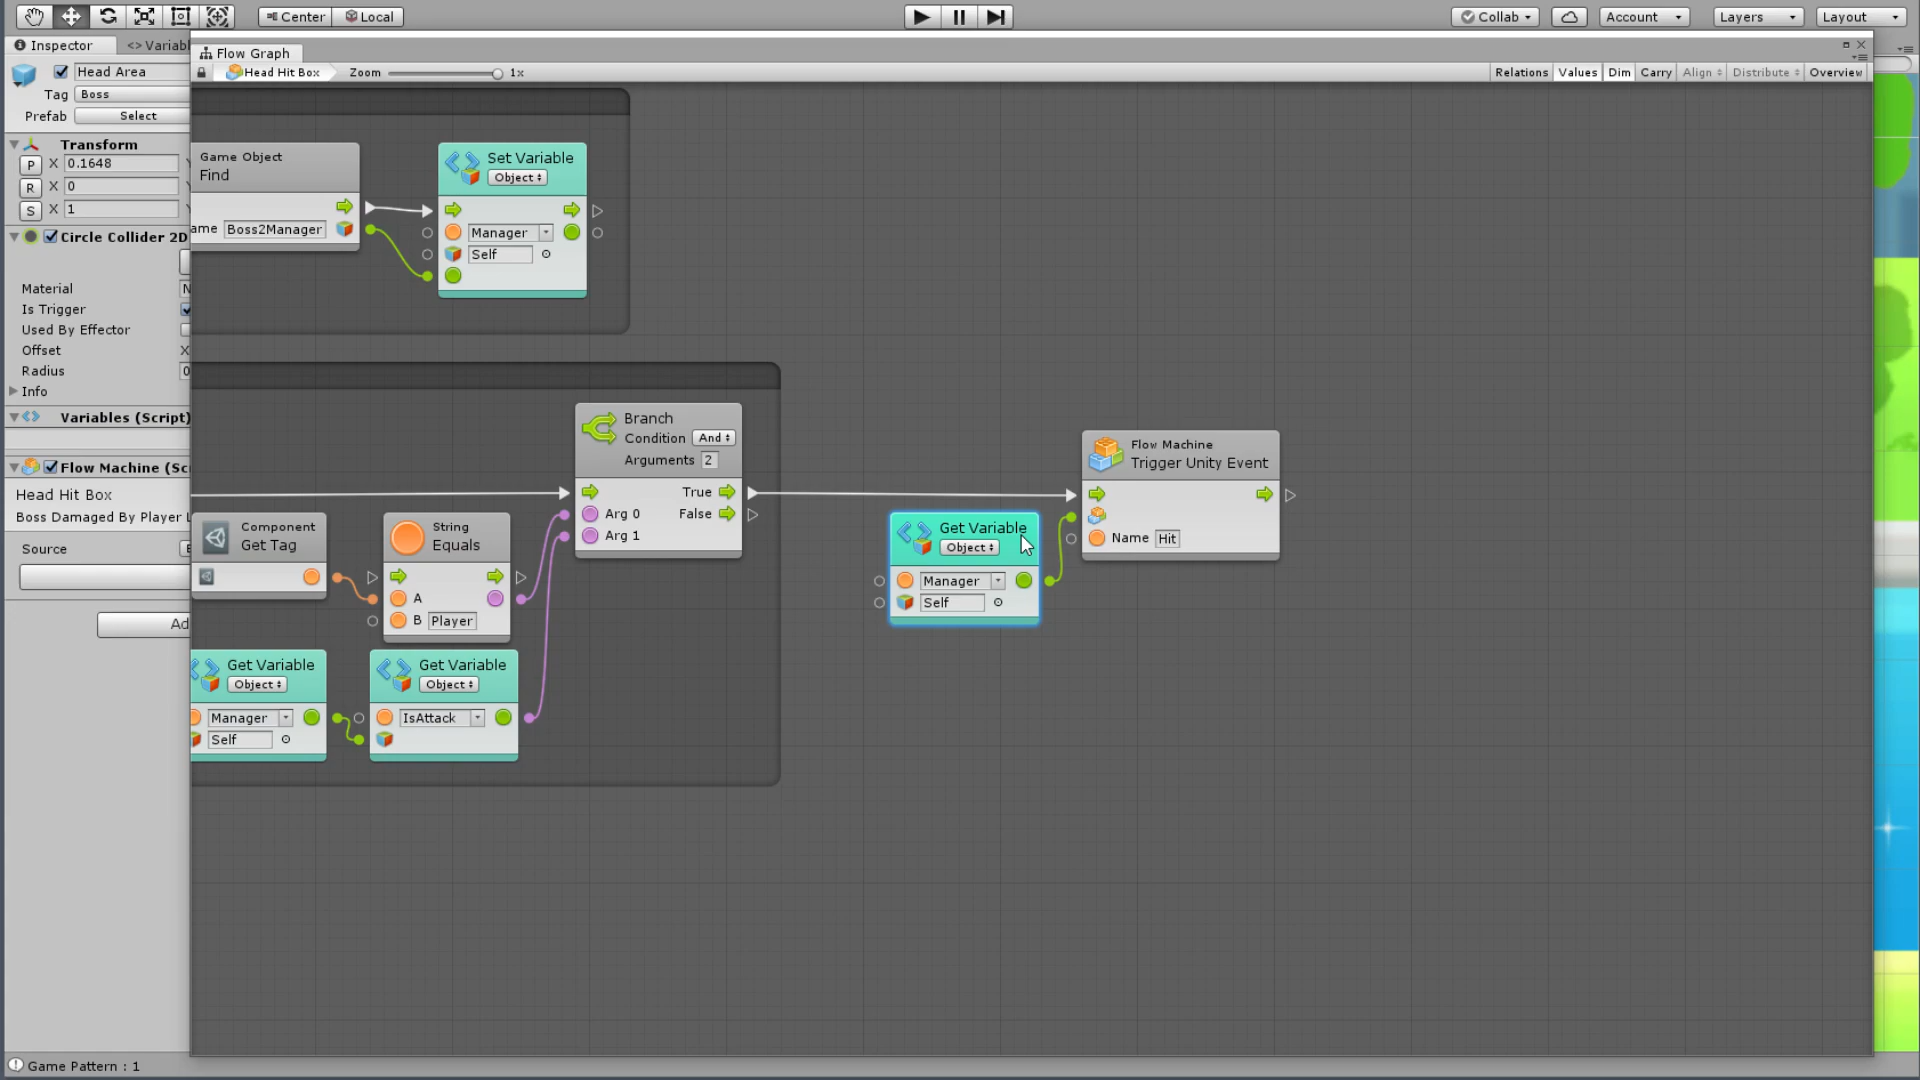 Center
Local
Collab
Account
Layers
Layout
Inspector
<> Variabl
Head Area
Tag Boss
Prefab Select
Transform
P X 0.1648
R X 0
S X 1
Circle Collider 2D
Material N
Is Trigger
Used By Effector
Offset X
Radius 0
Info
Variables (Script)
Flow Machine (Sc
Head Hit Box
Boss Damaged By Player L
Source E
Ad
Game Pattern : 1
Flow Graph
Head Hit Box Zoom 1x
Relations Values Dim Carry Align Distribute Overview
Game Object
Find
ame Boss2Manager
Set Variable
Object
Manager
Self
Branch
Condition And
Arguments 2
True
Arg 0 False
Arg 1
Component
Get Tag
String
Equals
A
B Player
Get Variable
Object
Manager
Self
Get Variable
Object
IsAttack
Get Variable
Object
Manager
Self
Flow Machine
Trigger Unity Event
Name Hit